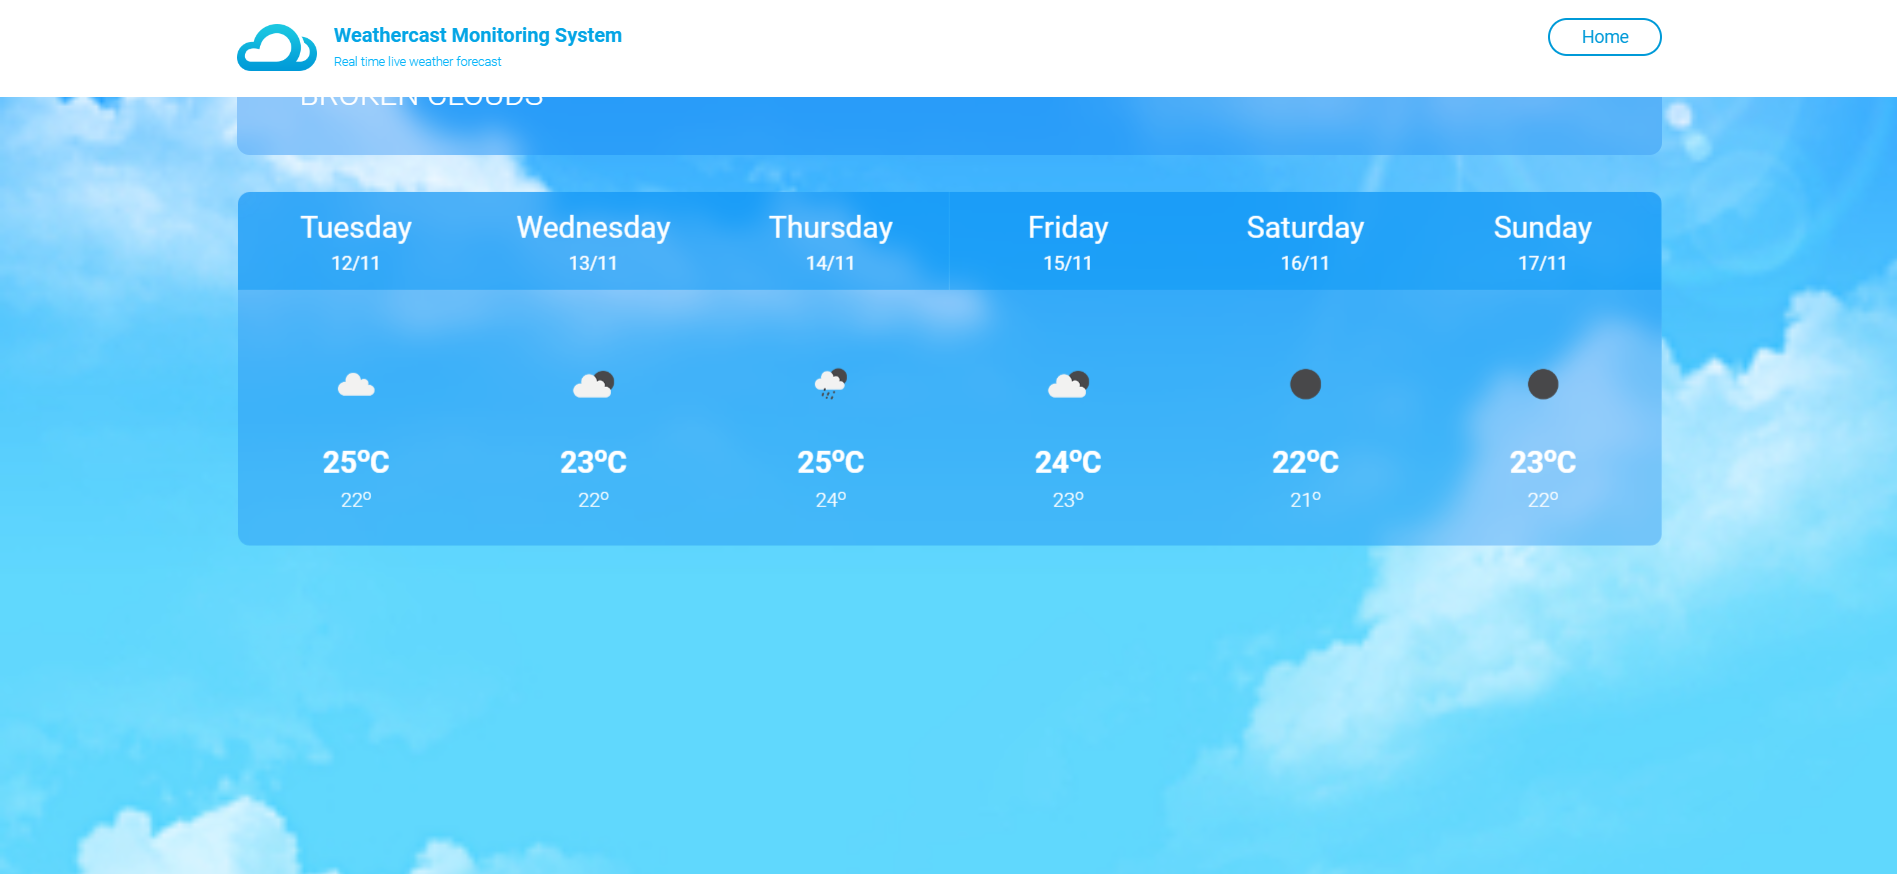 Weathercast Monitoring System
Real time live weather forecast
Home
BROKEN CLOUDS
Tuesday Wednesday Thursday Friday Saturday Sunday
12/11 13/11 14/11 15/11 16/11 17/11
25ºC 23ºC 25ºC 24ºC 22ºC 23ºC
22º 22º 24º 23º 21º 22º